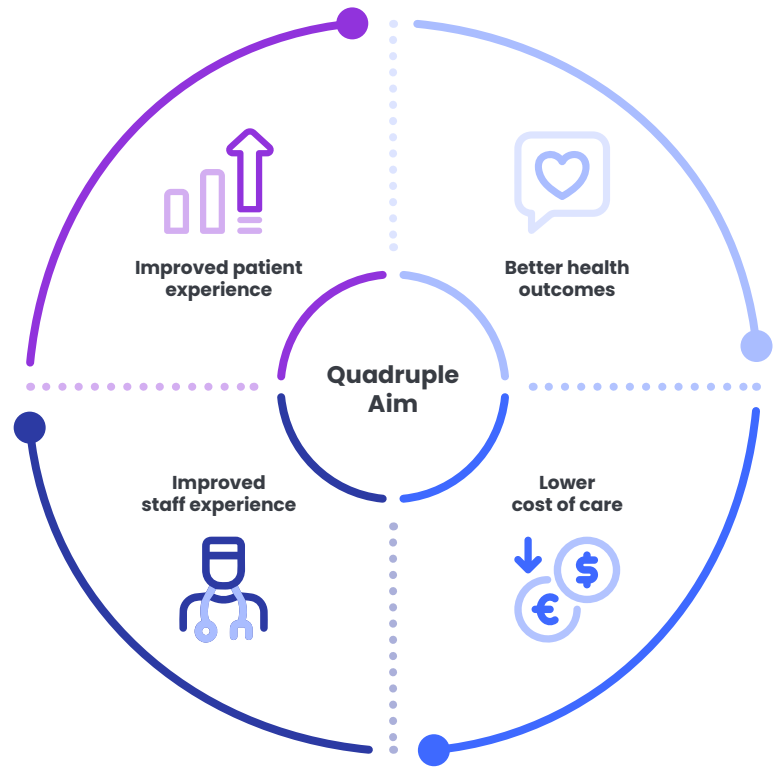 Improved patient
experience
Better health
outcomes
Quadruple
Aim
Improved
staff experience
Lower
cost of care
$
€